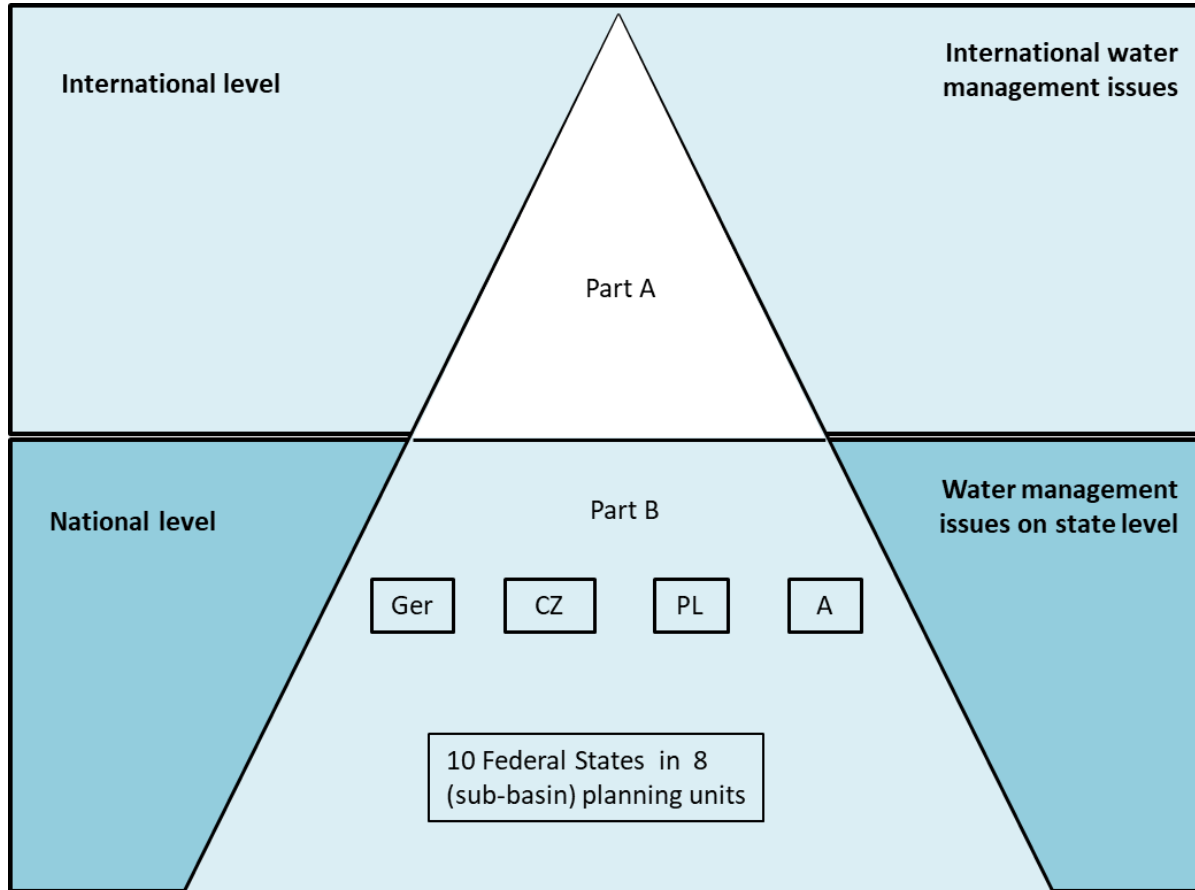 International level
International water
management issues
Part A
National level
Part B
Water management
issues on state level
Ger
CZ
PL
A
10 Federal States in 8
(sub-basin) planning units